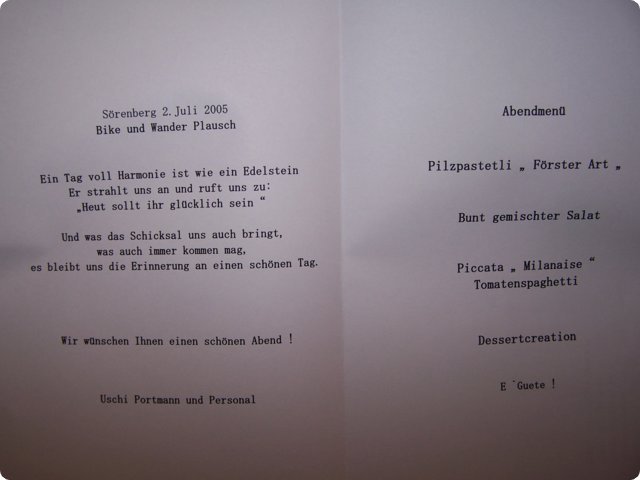 Sörenberg 2.Juli 2005
Bike und Wander Plausch
Ein Tag voll Harmonie ist wie ein Edelstein
Er strahlt uns an und ruft uns zu:
„Heut sollt ihr glücklich sein “
Und was das Schicksal uns auch bringt,
was auch immer kommen mag,
es bleibt uns die Erinnerung an einen schönen Tag.
Wir wünschen Ihnen einen schönen Abend !
Uschi Portmann und Personal
Abendmenü
Pilzpastetli „ Förster Art „
Bunt gemischter Salat
Piccata „ Milanaise “
Tomatenspaghetti
Dessertcreation
E ´Guete !